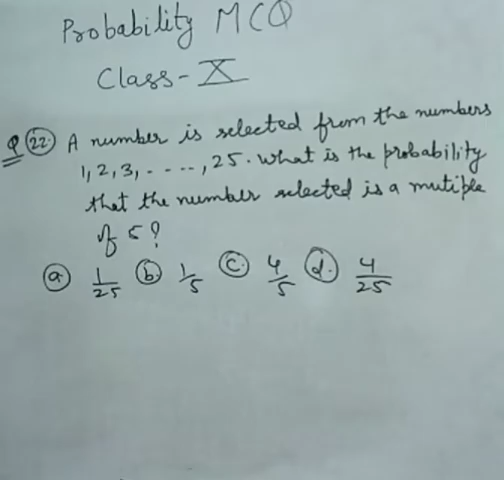 Probability MCQ
Class - X
Q 22. A number is selected from the numbers
1, 2, 3, - - - -, 25. What is the probability
that the number selected is a mutiple
of 5?
a. 1/25 b. 1/5 c. 4/5 d. 4/25